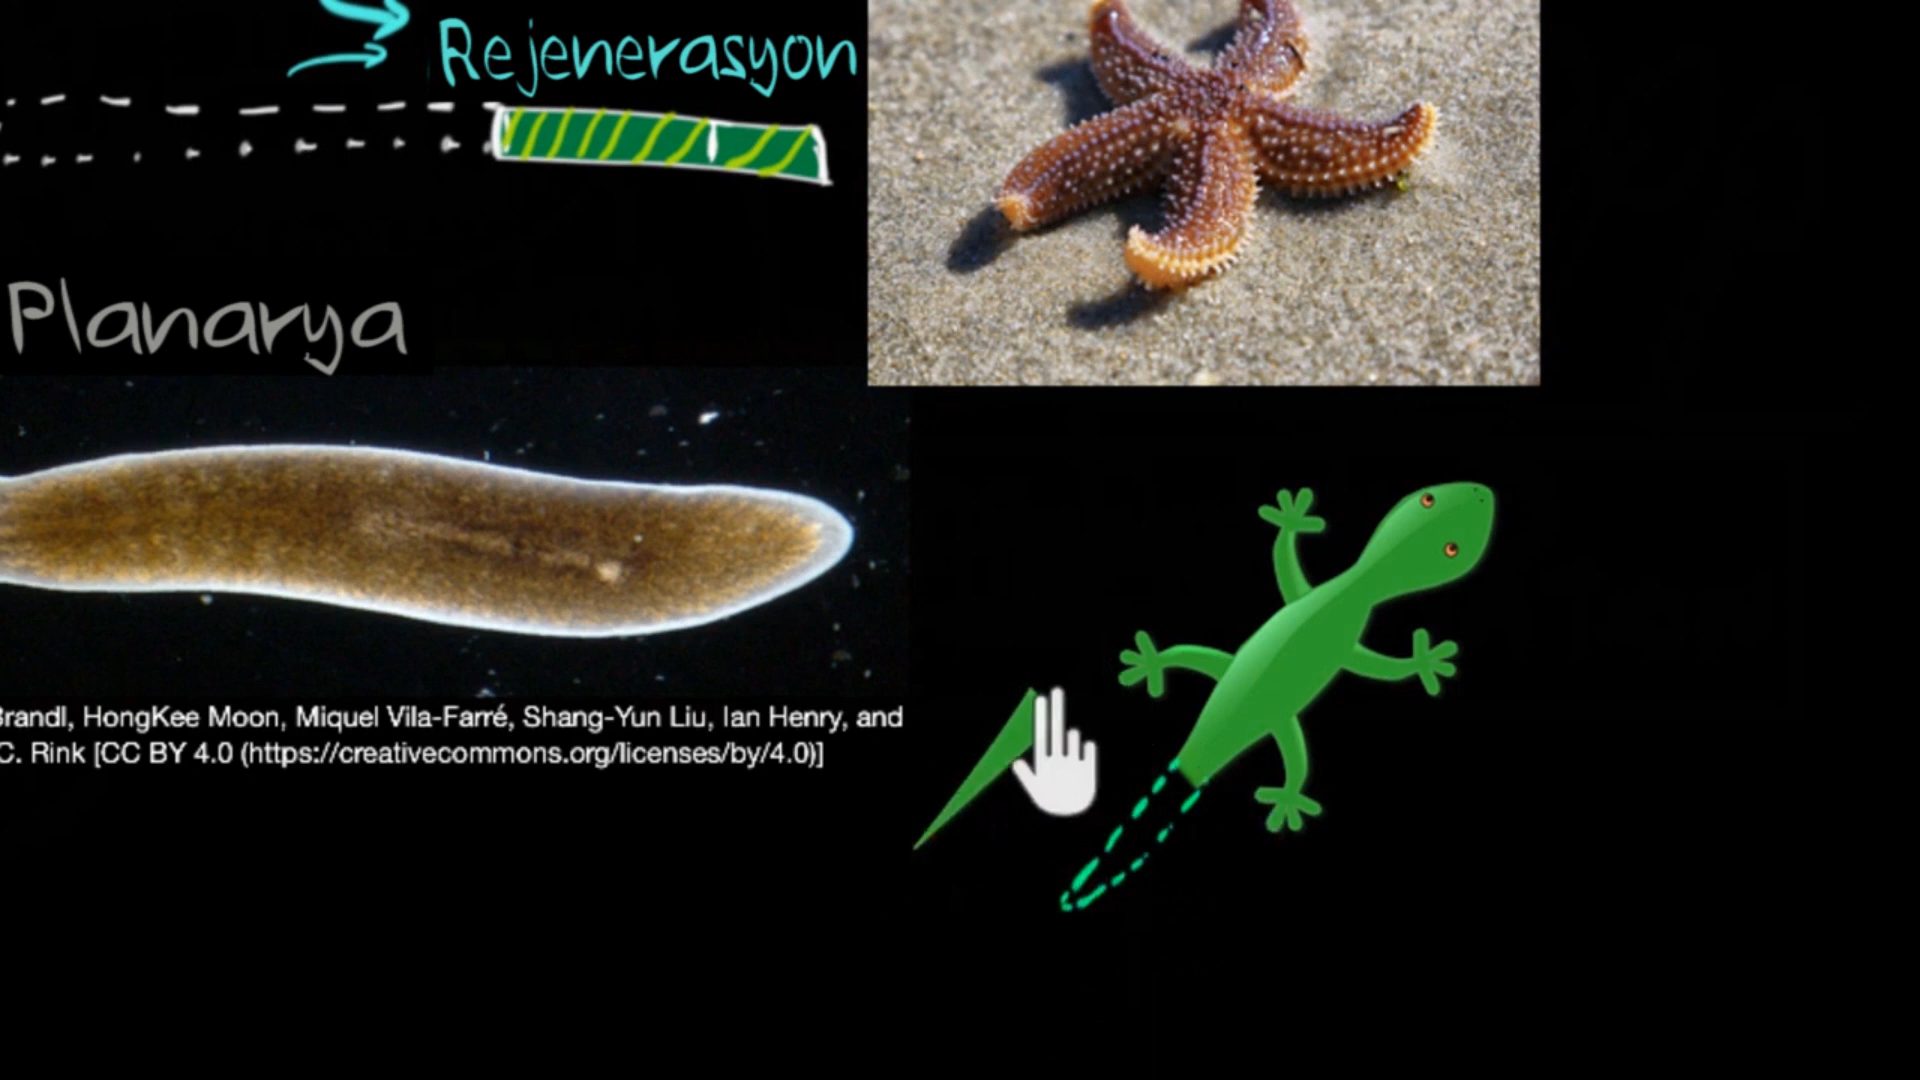 Rejenerasyon
Planarya
Brandl, HongKee Moon, Miquel Vila-Farré, Shang-Yun Liu, Ian Henry, and
C. Rink [CC BY 4.0 (https://creativecommons.org/licenses/by/4.0)]